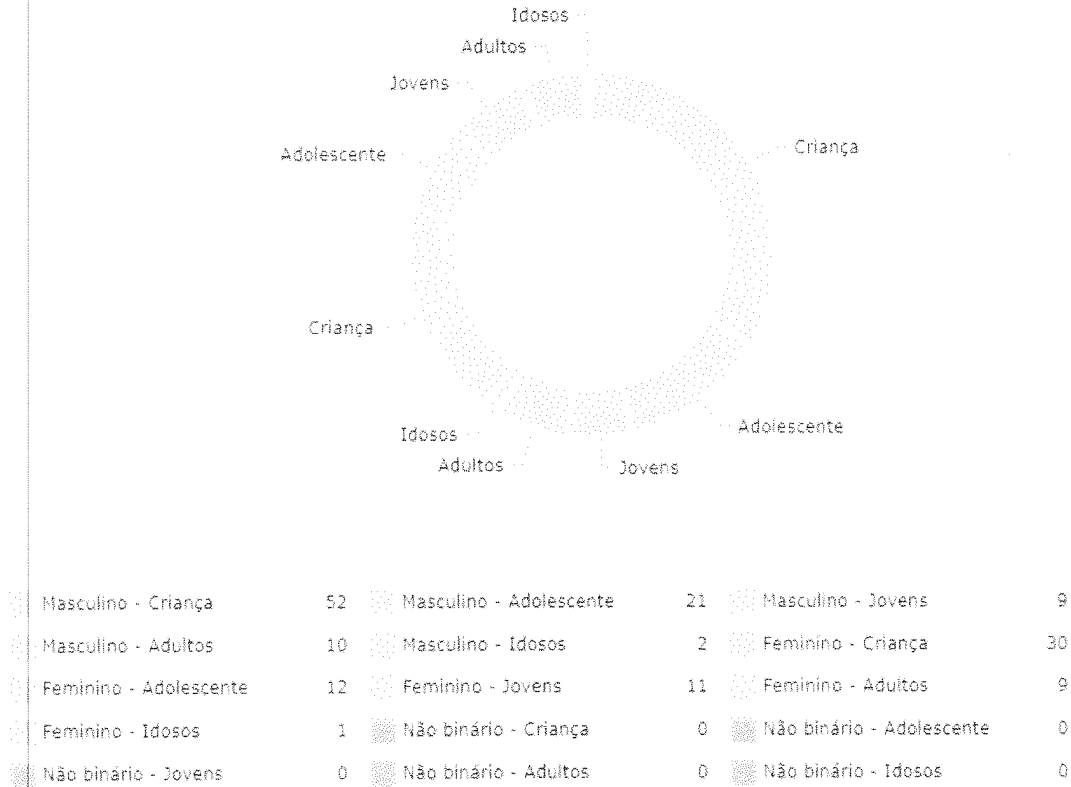 Idosos
Adultos
Jovens
Criança
Adolescente
Criança
Adolescente
Idosos
Adultos
Jovens
Masculino - Criança 52 Masculino - Adolescente 21 Masculino - Jovens 9
Masculino - Adultos 10 Masculino - Idosos 2 Feminino - Criança 30
Feminino - Adolescente 12 Feminino - Jovens 11 Feminino - Adultos 9
Feminino - Idosos 1 Não binário - Criança 0 Não binário - Adolescente 0
Não binário - Jovens 0 Não binário - Adultos 0 Não binário - Idosos 0